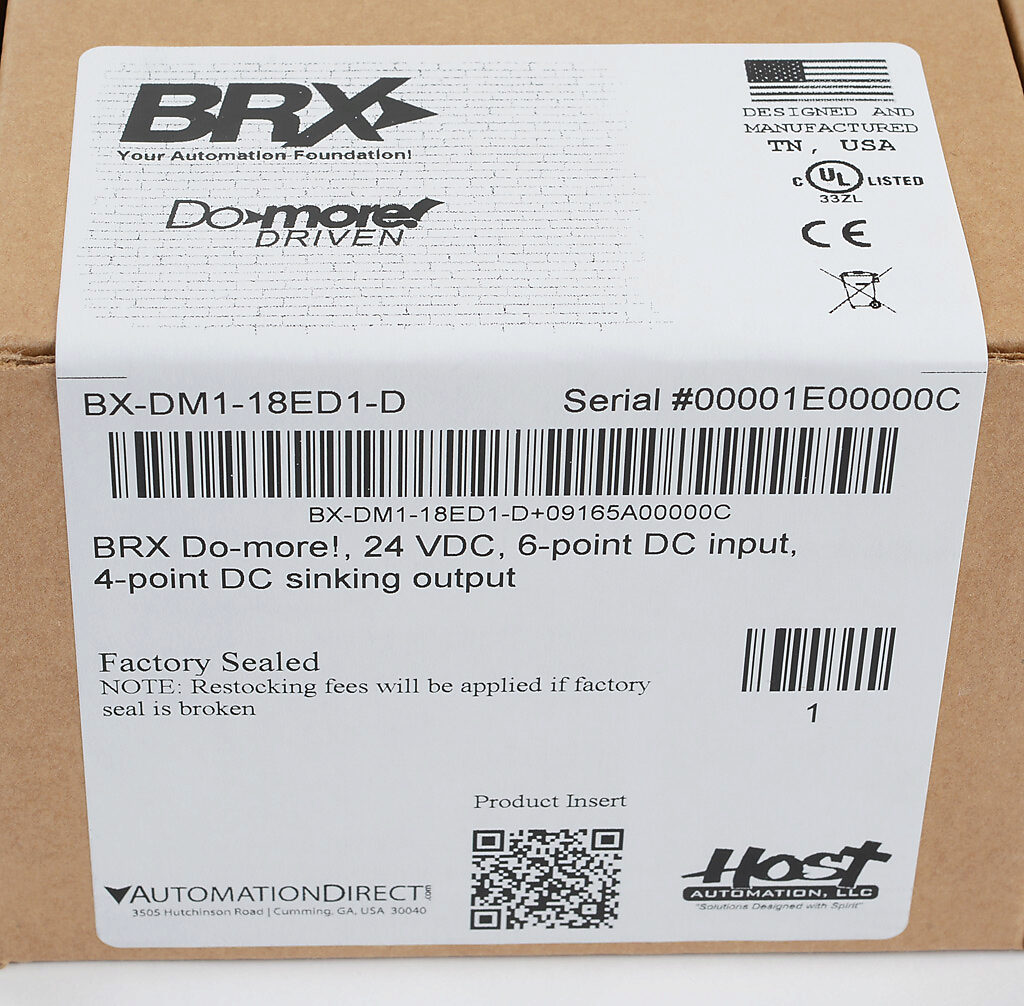 BRX
Your Automation Foundation!
Do-more!
DRIVEN
DESIGNED AND
MANUFACTURED
TN, USA
C UL LISTED
33ZL
CE
BX-DM1-18ED1-D
Serial #00001E00000C
BX-DM1-18ED1-D+09165A00000C
BRX Do-more!, 24 VDC, 6-point DC input,
4-point DC sinking output
Factory Sealed
NOTE: Restocking fees will be applied if factory
seal is broken
1
Product Insert
AUTOMATIONDIRECT.com
3505 Hutchinson Road | Cumming, GA, USA 30040
HOST
AUTOMATION, LLC
"Solutions Designed with Spirit"